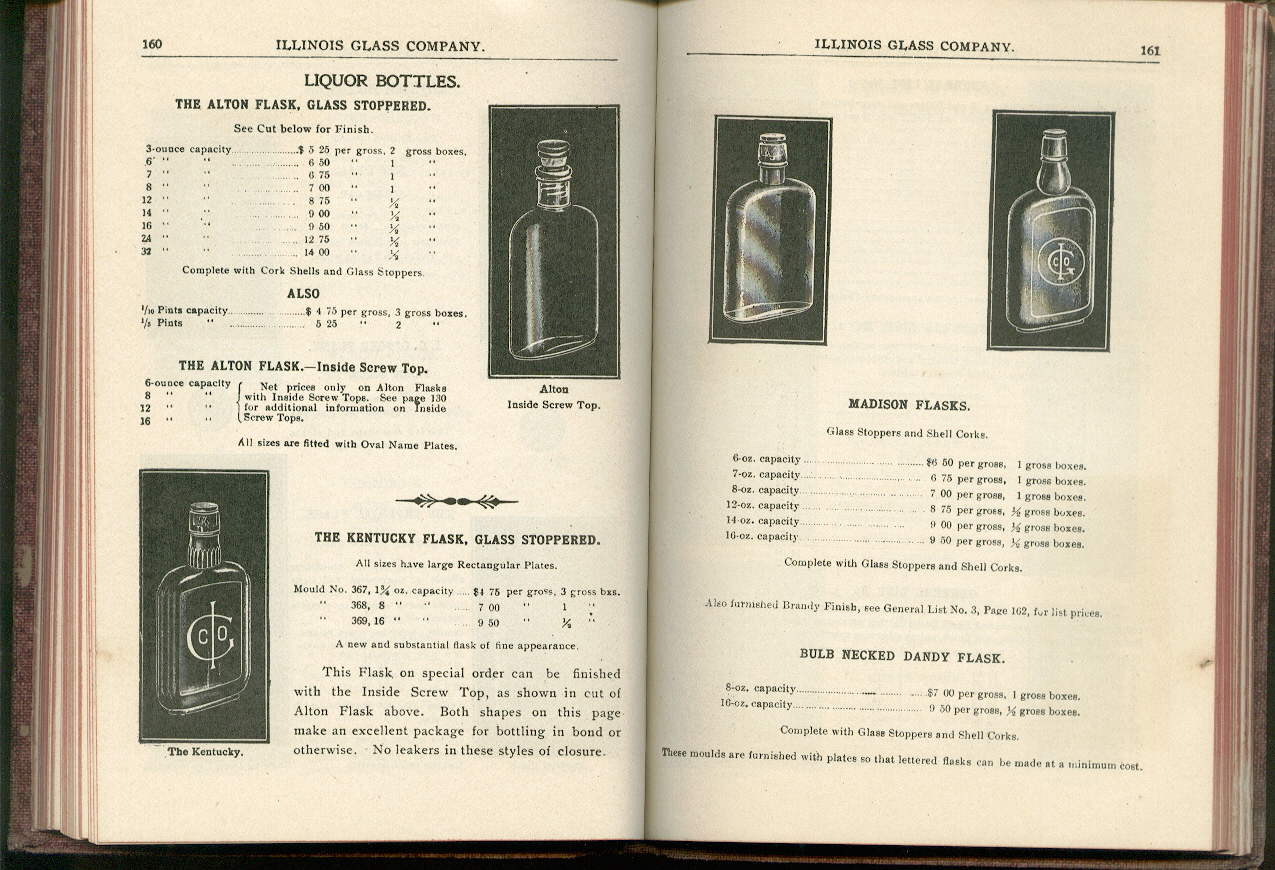 160
ILLINOIS GLASS COMPANY.
LIQUOR BOTTLES.
THE ALTON FLASK, GLASS STOPPERED.
See Cut below for Finish.
3-ounce capacity....................$ 5 25 per gross, 2 gross boxes.
6 " " .................... 6 50 " 1 "
7 " " .................... 6 75 " 1 "
8 " " .................... 7 00 " 1 "
12 " " .................... 8 75 " ½ "
14 " " .................... 9 00 " ½ "
16 " " .................... 9 50 " ½ "
24 " " .................... 12 75 " ½ "
32 " " .................... 14 00 " ½ "
Complete with Cork Shells and Glass Stoppers.
ALSO
1/10 Pints capacity....................$ 4 75 per gross, 3 gross boxes.
1/5 Pints " .................... 5 25 " 2 "
THE ALTON FLASK.—Inside Screw Top.
6-ounce capacity
8 " "
12 " "
16 " "
Net prices only on Alton Flasks
with Inside Screw Tops. See page 130
for additional information on Inside
Screw Tops.
All sizes are fitted with Oval Name Plates.
Alton
Inside Screw Top.
I G CO
The Kentucky.
THE KENTUCKY FLASK, GLASS STOPPERED.
All sizes have large Rectangular Plates.
Mould No. 367, 1¾ oz. capacity ..... $4 75 per gross, 3 gross bxs.
" 368, 8 " " ..... 7 00 " 1 "
" 369, 16 " " ..... 9 50 " ½ "
A new and substantial flask of fine appearance.
This Flask on special order can be finished
with the Inside Screw Top, as shown in cut of
Alton Flask above. Both shapes on this page
make an excellent package for bottling in bond or
otherwise. No leakers in these styles of closure.
ILLINOIS GLASS COMPANY.
161
I G CO
MADISON FLASKS.
Glass Stoppers and Shell Corks.
6-oz. capacity .................... $6 50 per gross, 1 gross boxes.
7-oz. capacity .................... 6 75 per gross, 1 gross boxes.
8-oz. capacity .................... 7 00 per gross, 1 gross boxes.
12-oz. capacity .................... 8 75 per gross, ½ gross boxes.
14-oz. capacity .................... 9 00 per gross, ½ gross boxes.
16-oz. capacity .................... 9 50 per gross, ½ gross boxes.
Complete with Glass Stoppers and Shell Corks.
Also furnished Brandy Finish, see General List No. 3, Page 162, for list prices.
BULB NECKED DANDY FLASK.
8-oz. capacity....................$7 00 per gross, 1 gross boxes.
16-oz. capacity.................... 9 50 per gross, ½ gross boxes.
Complete with Glass Stoppers and Shell Corks.
These moulds are furnished with plates so that lettered flasks can be made at a minimum cost.